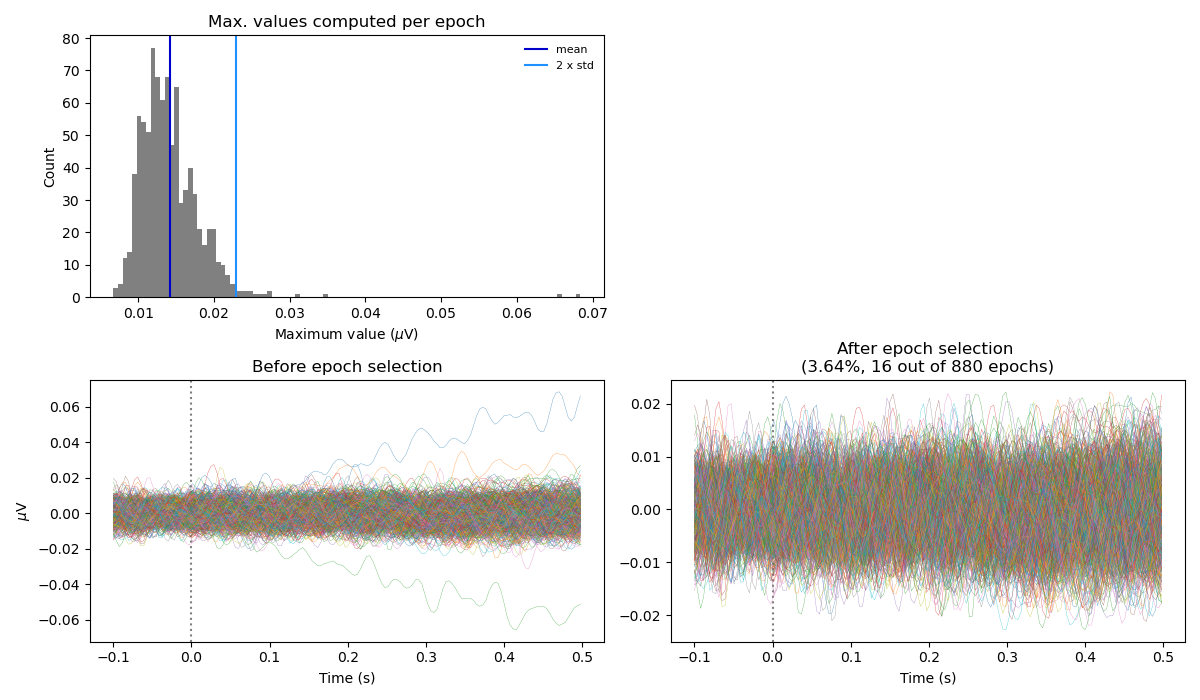 Max. values computed per epoch
80
70
60
50
40
30
20
10
0
Count
mean
2 x std
0.01 0.02 0.03 0.04 0.05 0.06 0.07
Maximum value (μV)
Before epoch selection
0.06
0.04
0.02
0.00
−0.02
−0.04
−0.06
μV
−0.1 0.0 0.1 0.2 0.3 0.4 0.5
Time (s)
After epoch selection
(3.64%, 16 out of 880 epochs)
0.02
0.01
0.00
−0.01
−0.02
−0.1 0.0 0.1 0.2 0.3 0.4 0.5
Time (s)